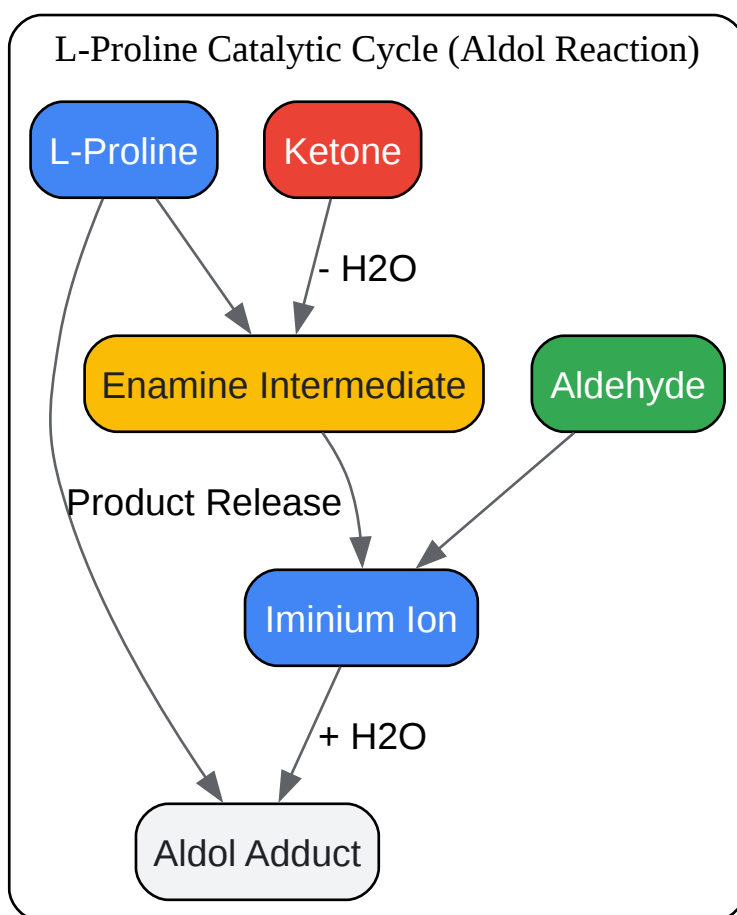 L-Proline Catalytic Cycle (Aldol Reaction)
L-Proline
Ketone
- H2O
Enamine Intermediate
Aldehyde
Product Release
Iminium Ion
+ H2O
Aldol Adduct